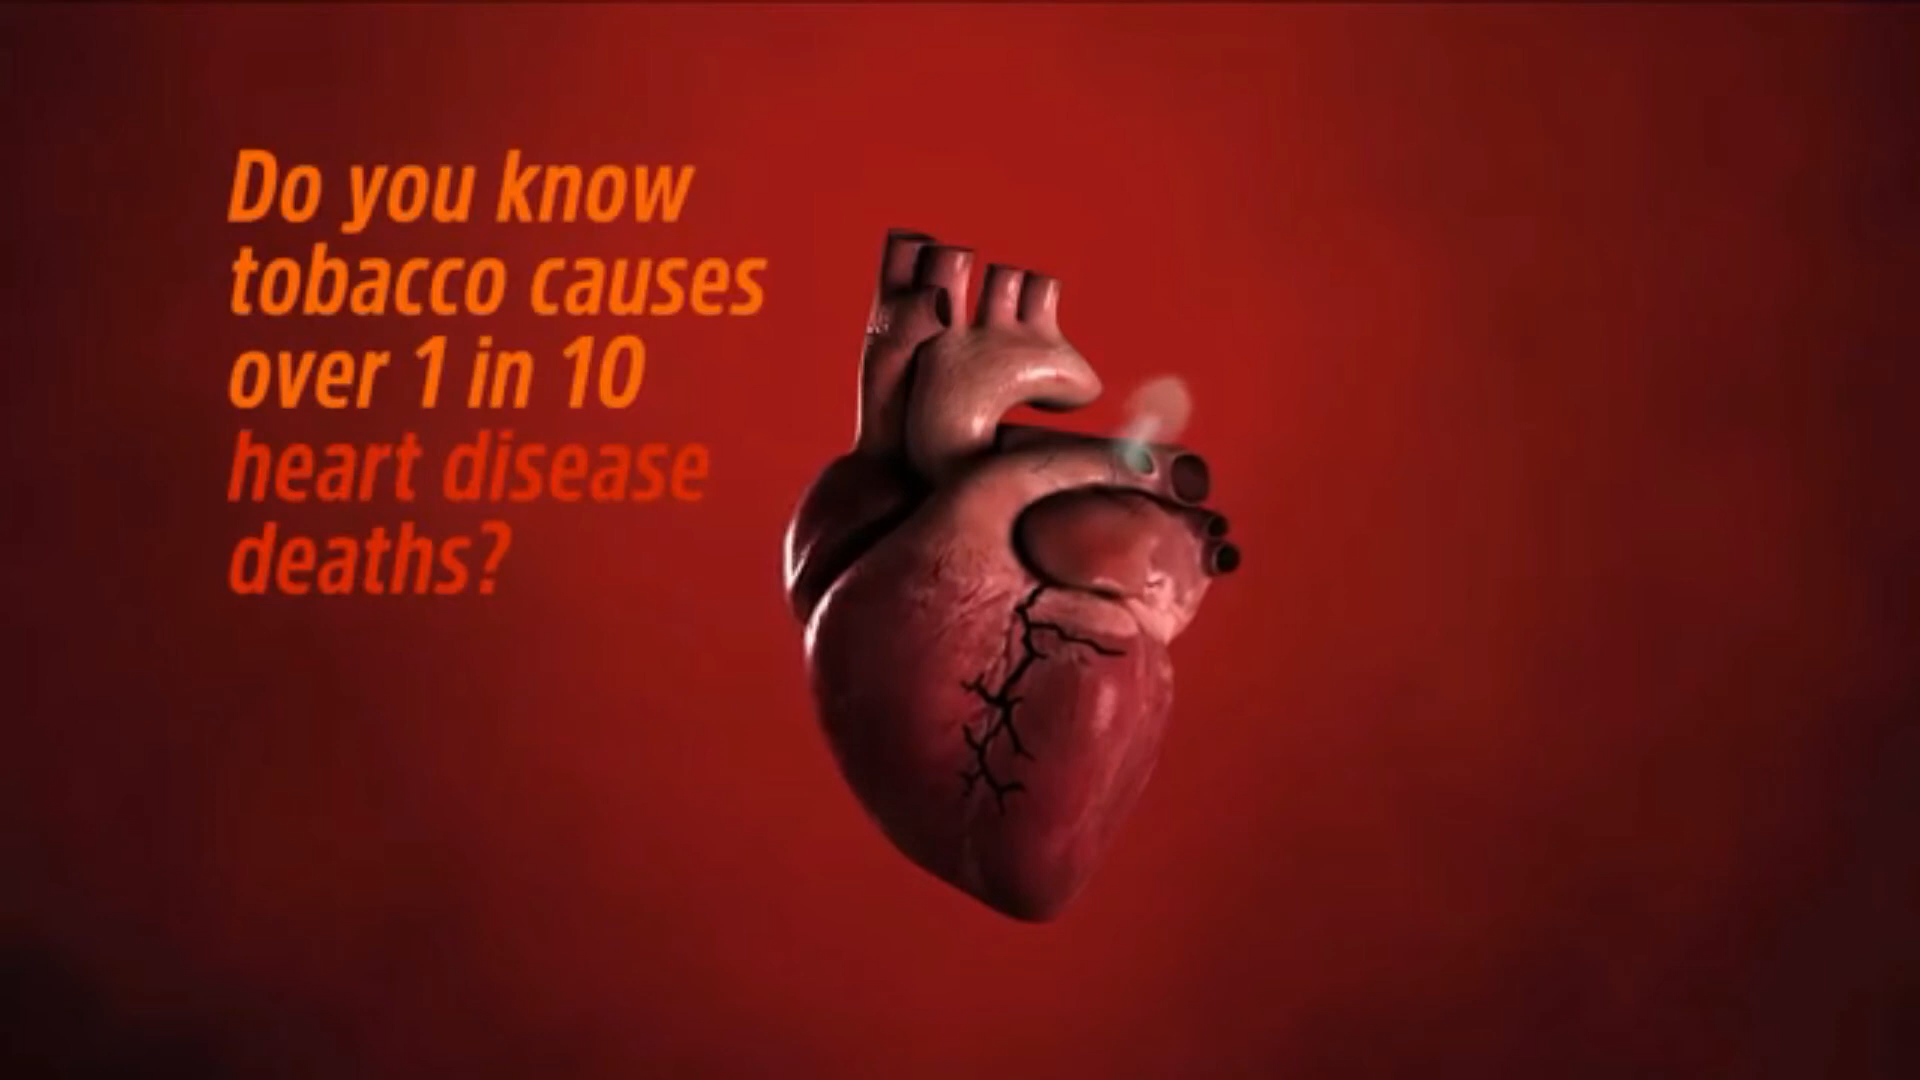 Do you know
tobacco causes
over 1 in 10
heart disease
deaths?